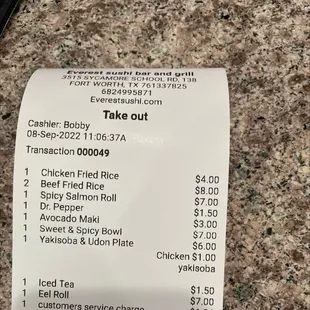 Everest sushi bar and grill
3515 SYCAMORE SCHOOL RD, 138
FORT WORTH, TX 761337825
6824995871
Everestsushi.com
Take out
Cashier: Bobby
08-Sep-2022 11:06:37A
Transaction 000049
1 Chicken Fried Rice $4.00
2 Beef Fried Rice $8.00
1 Spicy Salmon Roll $7.00
1 Dr. Pepper $1.50
1 Avocado Maki $3.00
1 Sweet & Spicy Bowl $7.00
1 Yakisoba & Udon Plate $6.00
Chicken $1.00
yakisoba
1 Iced Tea $1.50
1 Eel Roll $7.00
1 customers service charge